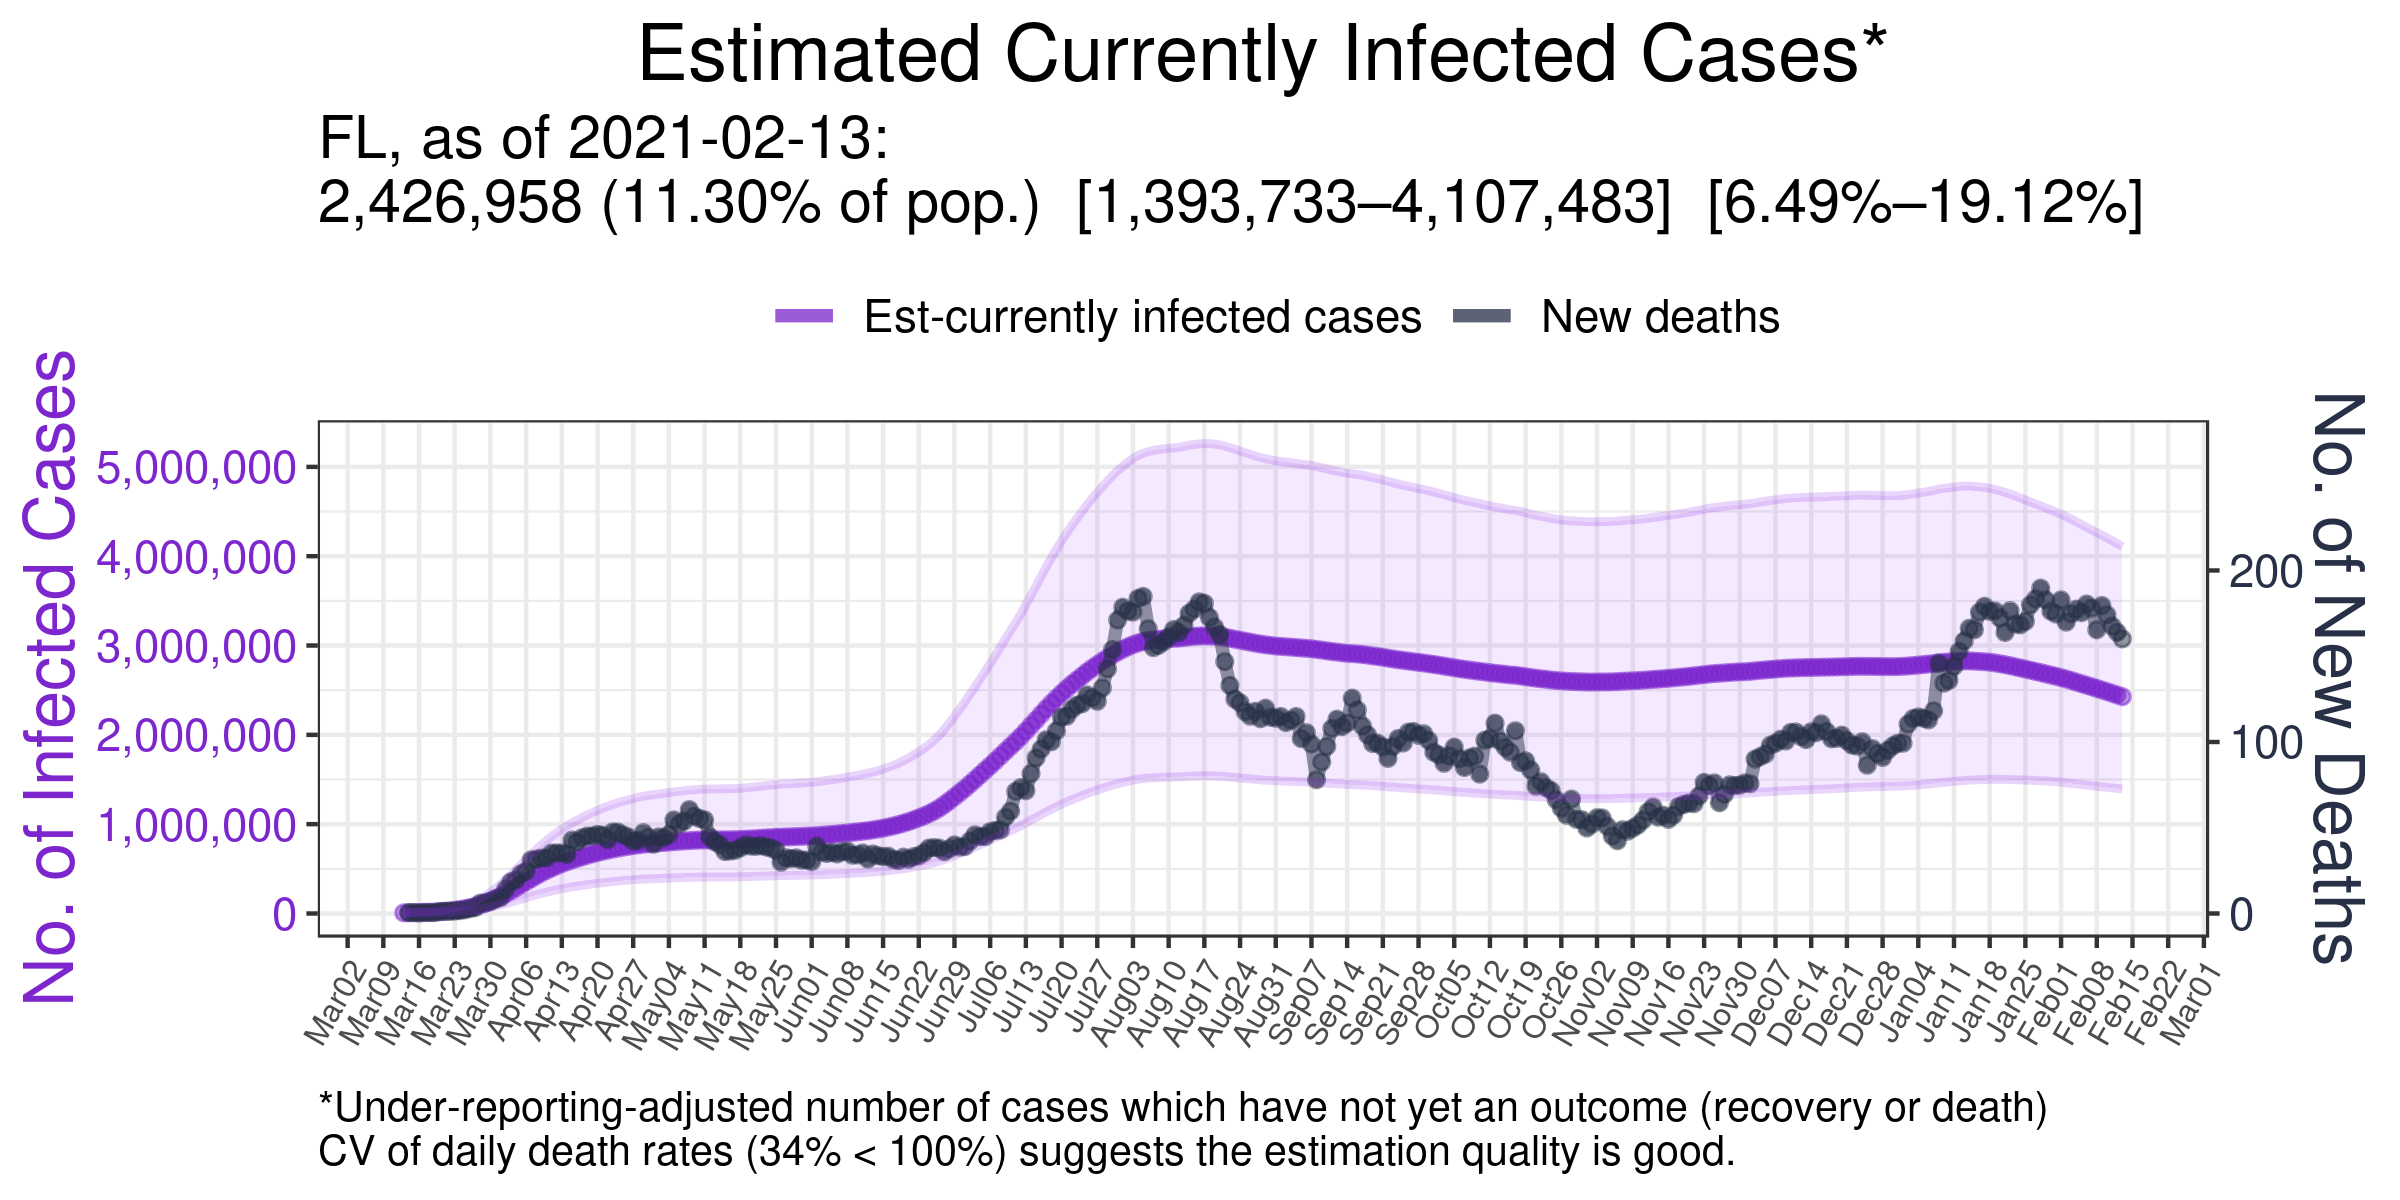 Estimated Currently Infected Cases*
FL, as of 2021-02-13:
2,426,958 (11.30% of pop.) [1,393,733–4,107,483] [6.49%–19.12%]
Est-currently infected cases New deaths
No. of Infected Cases
5,000,000
4,000,000
3,000,000
2,000,000
1,000,000
0
200
100
0
No. of New Deaths
Mar02 Mar09 Mar16 Mar23 Mar30 Apr06 Apr13 Apr20 Apr27 May04 May11 May18 May25 Jun01 Jun08 Jun15 Jun22 Jun29 Jul06 Jul13 Jul20 Jul27 Aug03 Aug10 Aug17 Aug24 Aug31 Sep07 Sep14 Sep21 Sep28 Oct05 Oct12 Oct19 Oct26 Nov02 Nov09 Nov16 Nov23 Nov30 Dec07 Dec14 Dec21 Dec28 Jan04 Jan11 Jan18 Jan25 Feb01 Feb08 Feb15 Feb22 Mar01
*Under-reporting-adjusted number of cases which have not yet an outcome (recovery or death)
CV of daily death rates (34% < 100%) suggests the estimation quality is good.